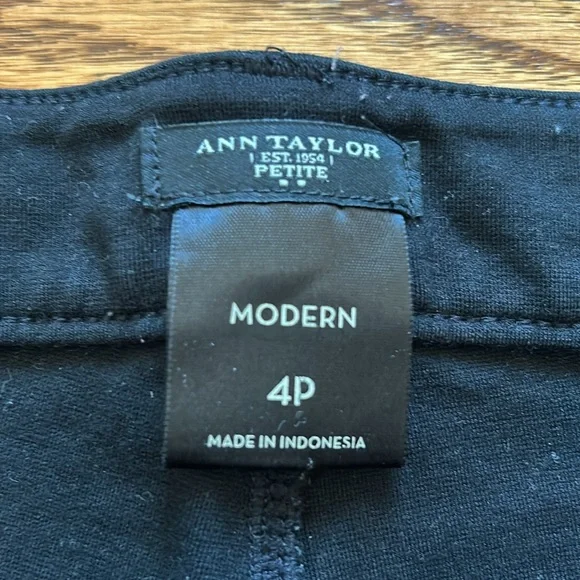 ANN TAYLOR
EST. 1954
PETITE
MODERN
4P
MADE IN INDONESIA